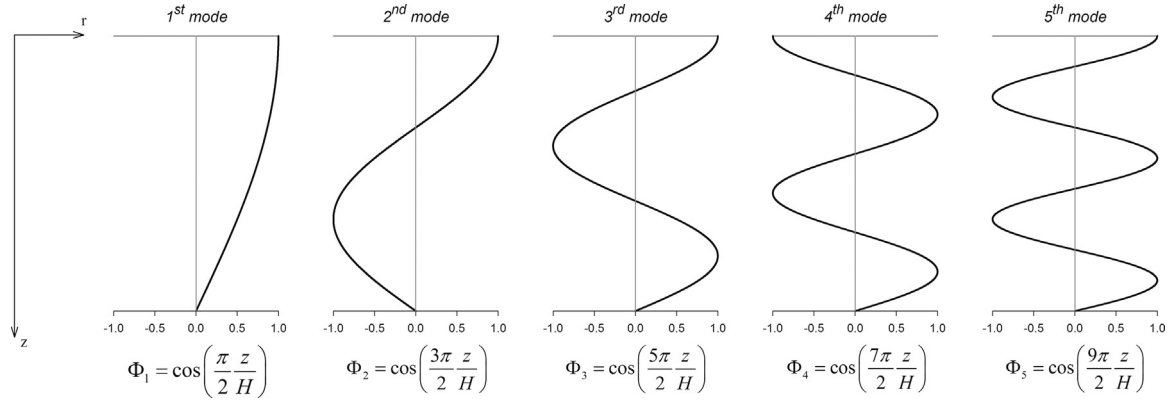 1st mode 2nd mode 3rd mode 4th mode 5th mode
r
z
-1.0 -0.5 0.0 0.5 1.0 -1.0 -0.5 0.0 0.5 1.0 -1.0 -0.5 0.0 0.5 1.0 -1.0 -0.5 0.0 0.5 1.0 -1.0 -0.5 0.0 0.5 1.0
Φ₁ = cos(π/2 z/H) Φ₂ = cos(3π/2 z/H) Φ₃ = cos(5π/2 z/H) Φ₄ = cos(7π/2 z/H) Φ₅ = cos(9π/2 z/H)